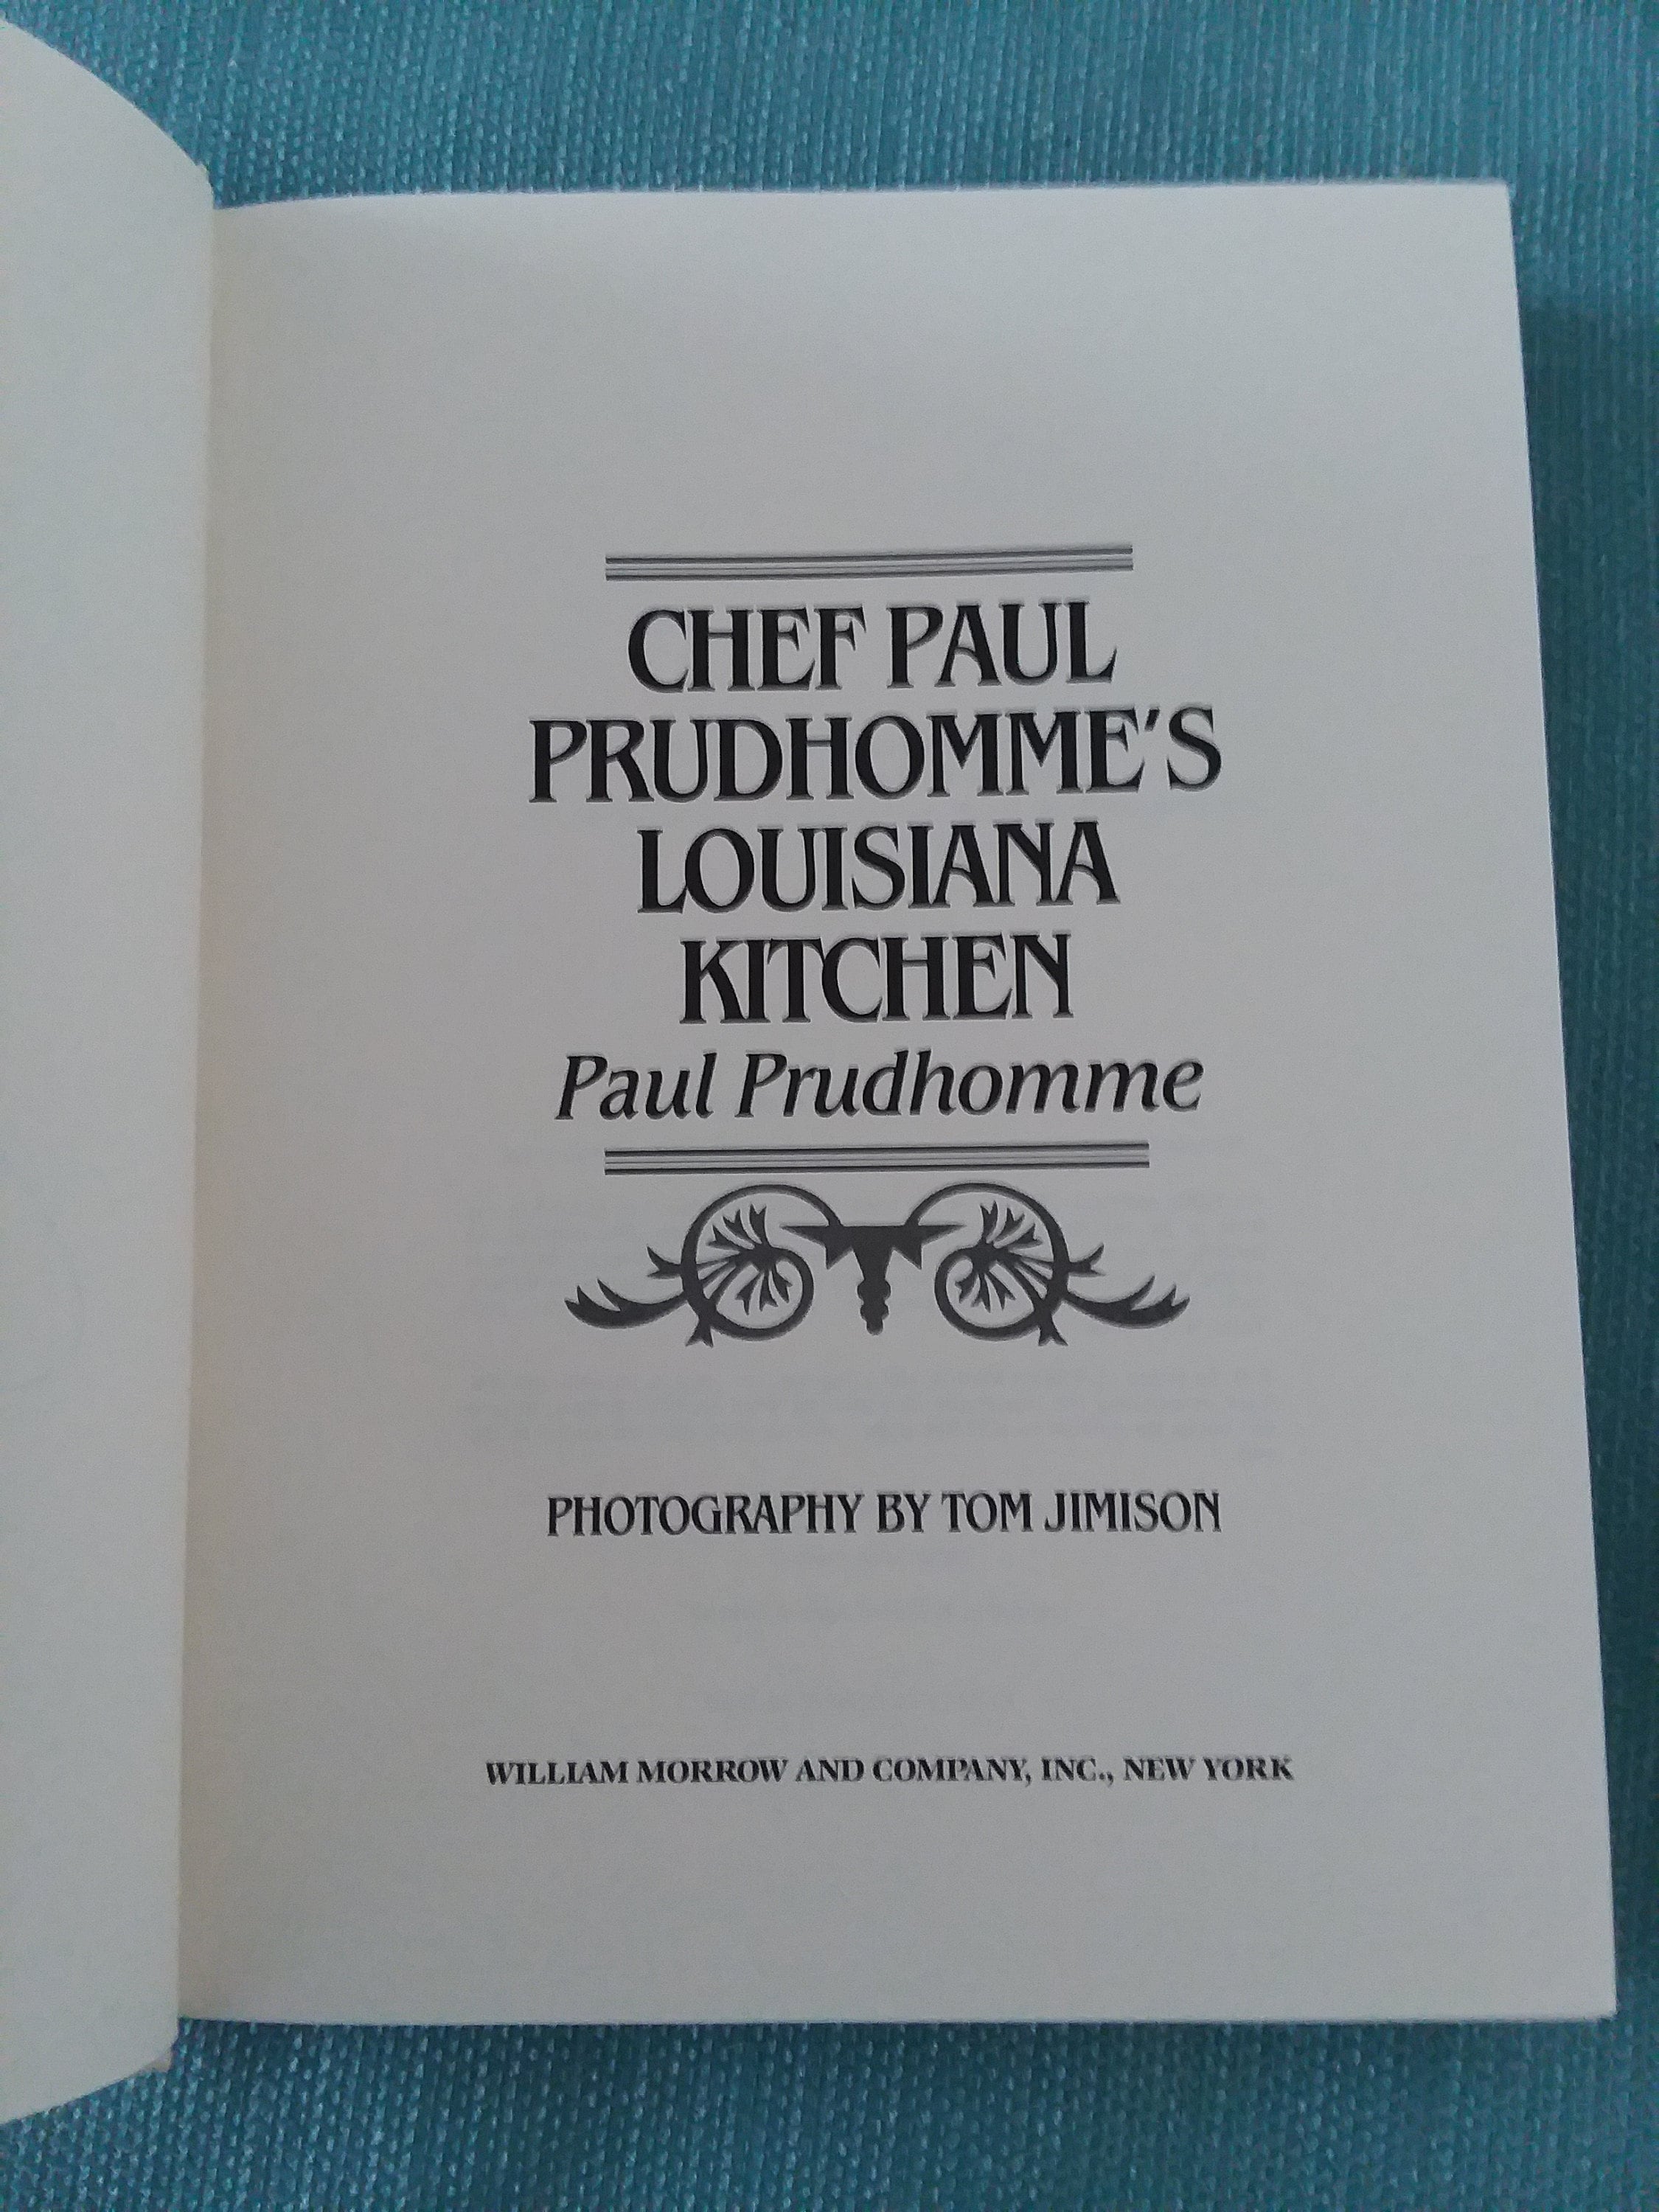 CHEF PAUL
PRUDHOMME'S
LOUISIANA
KITCHEN
Paul Prudhomme
PHOTOGRAPHY BY TOM JIMISON
WILLIAM MORROW AND COMPANY, INC., NEW YORK